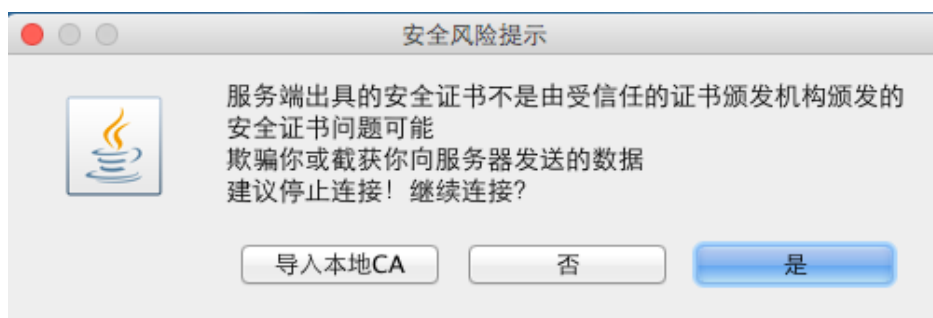 安全风险提示
服务端出具的安全证书不是由受信任的证书颁发机构颁发的
安全证书问题可能
欺骗你或截获你向服务器发送的数据
建议停止连接！继续连接？
导入本地CA 否 是